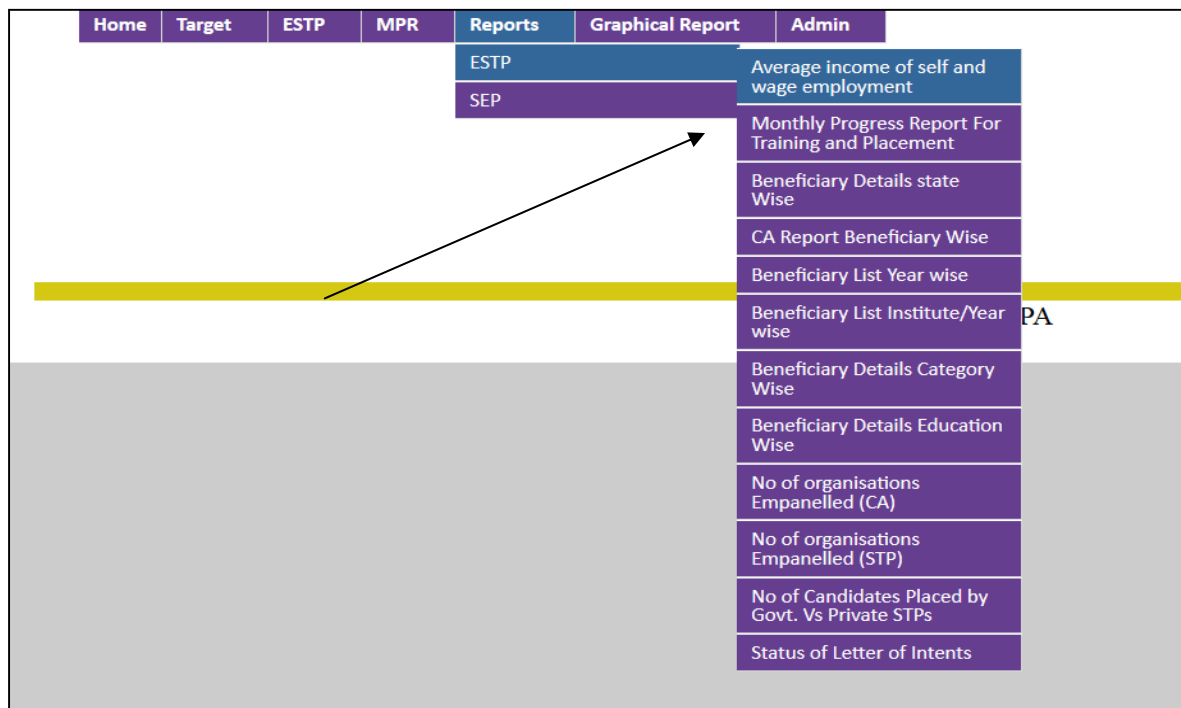 Home Target ESTP MPR Reports Graphical Report Admin
ESTP
SEP
Average income of self and
wage employment
Monthly Progress Report For
Training and Placement
Beneficiary Details state
Wise
CA Report Beneficiary Wise
Beneficiary List Year wise
Beneficiary List Institute/Year
wise
PA
Beneficiary Details Category
Wise
Beneficiary Details Education
Wise
No of organisations
Empanelled (CA)
No of organisations
Empanelled (STP)
No of Candidates Placed by
Govt. Vs Private STPs
Status of Letter of Intents